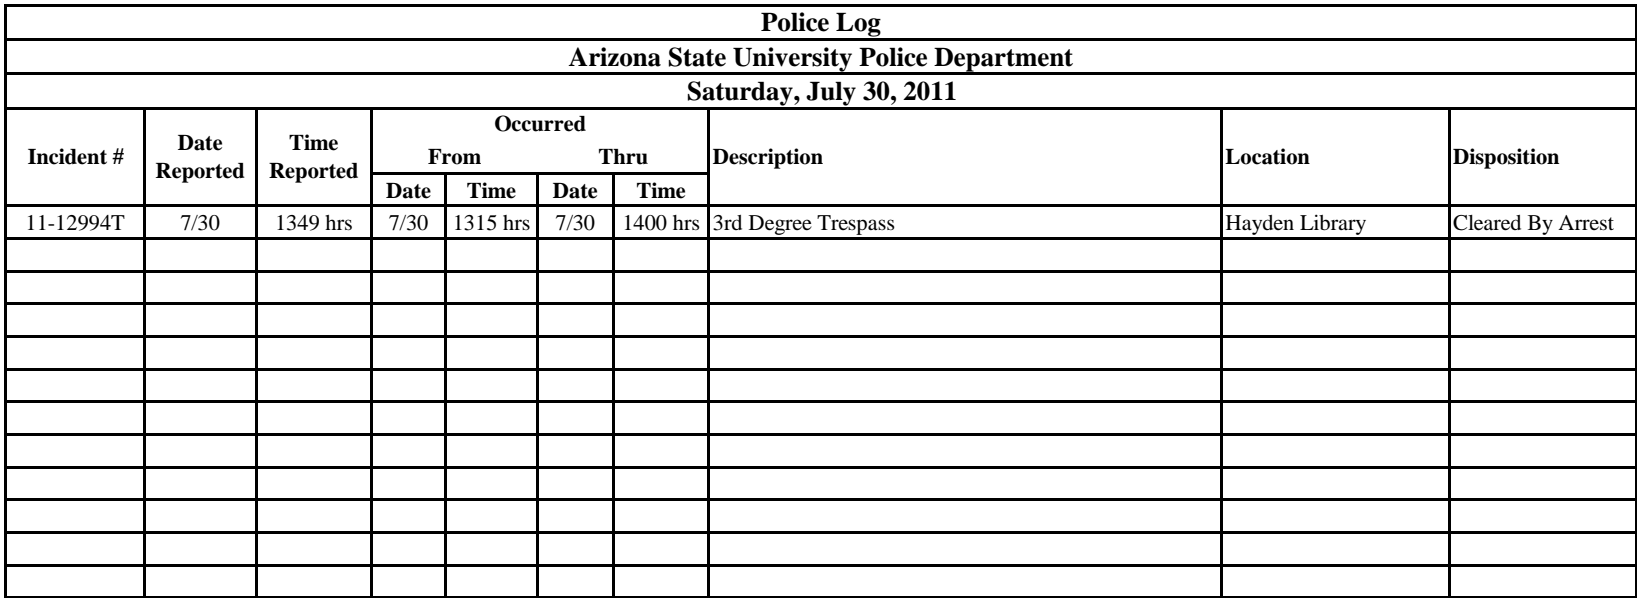 Police Log
Arizona State University Police Department
Saturday, July 30, 2011
Incident # Date Reported Time Reported Occurred Description Location Disposition
From Thru
Date Time Date Time
11-12994T 7/30 1349 hrs 7/30 1315 hrs 7/30 1400 hrs 3rd Degree Trespass Hayden Library Cleared By Arrest